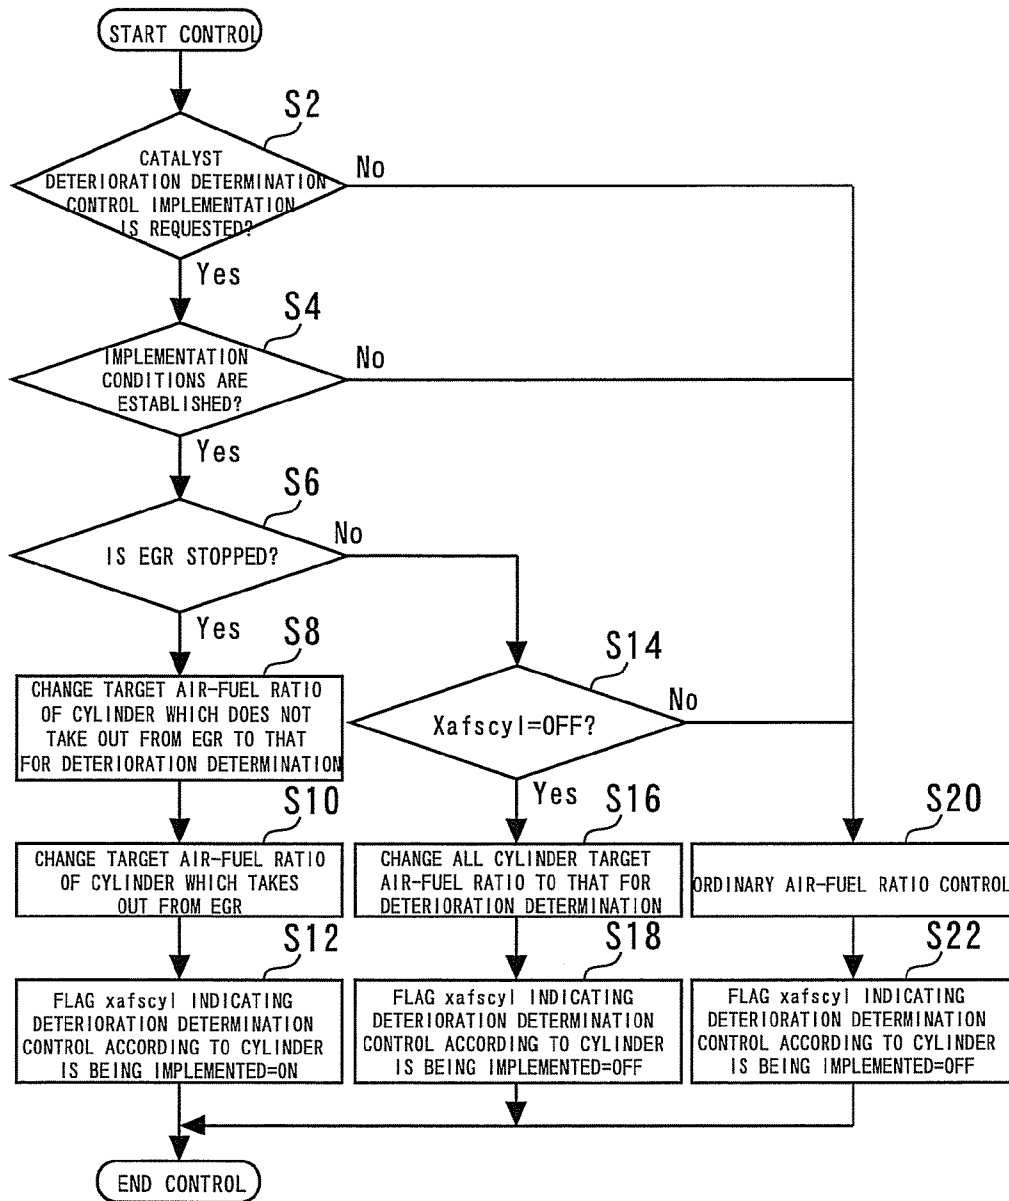 START CONTROL
S2
CATALYST
DETERIORATION DETERMINATION
CONTROL IMPLEMENTATION
IS REQUESTED?
No
Yes
S4
IMPLEMENTATION
CONDITIONS ARE
ESTABLISHED?
No
Yes
S6
IS EGR STOPPED?
No
Yes
S8
CHANGE TARGET AIR-FUEL RATIO
OF CYLINDER WHICH DOES NOT
TAKE OUT FROM EGR TO THAT
FOR DETERIORATION DETERMINATION
S14
Xafscyl=OFF?
No
Yes
S10
CHANGE TARGET AIR-FUEL RATIO
OF CYLINDER WHICH TAKES
OUT FROM EGR
S16
CHANGE ALL CYLINDER TARGET
AIR-FUEL RATIO TO THAT FOR
DETERIORATION DETERMINATION
S20
ORDINARY AIR-FUEL RATIO CONTROL
S12
FLAG xafscyl INDICATING
DETERIORATION DETERMINATION
CONTROL ACCORDING TO CYLINDER
IS BEING IMPLEMENTED=ON
S18
FLAG xafscyl INDICATING
DETERIORATION DETERMINATION
CONTROL ACCORDING TO CYLINDER
IS BEING IMPLEMENTED=OFF
S22
FLAG xafscyl INDICATING
DETERIORATION DETERMINATION
CONTROL ACCORDING TO CYLINDER
IS BEING IMPLEMENTED=OFF
END CONTROL